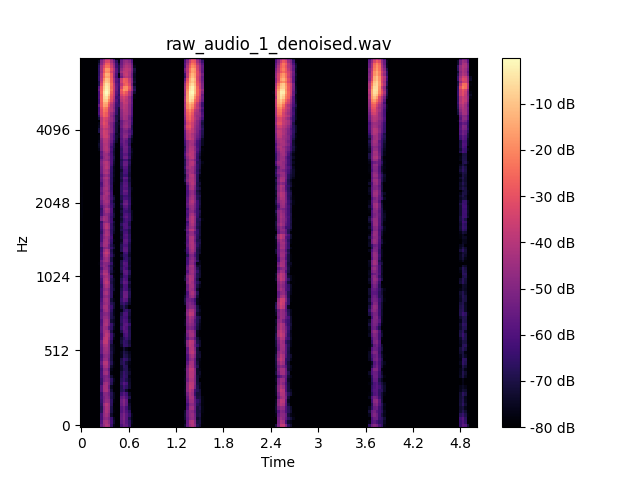 raw_audio_1_denoised.wav
Hz
4096
2048
1024
512
0
0 0.6 1.2 1.8 2.4 3 3.6 4.2 4.8
Time
-10 dB
-20 dB
-30 dB
-40 dB
-50 dB
-60 dB
-70 dB
-80 dB